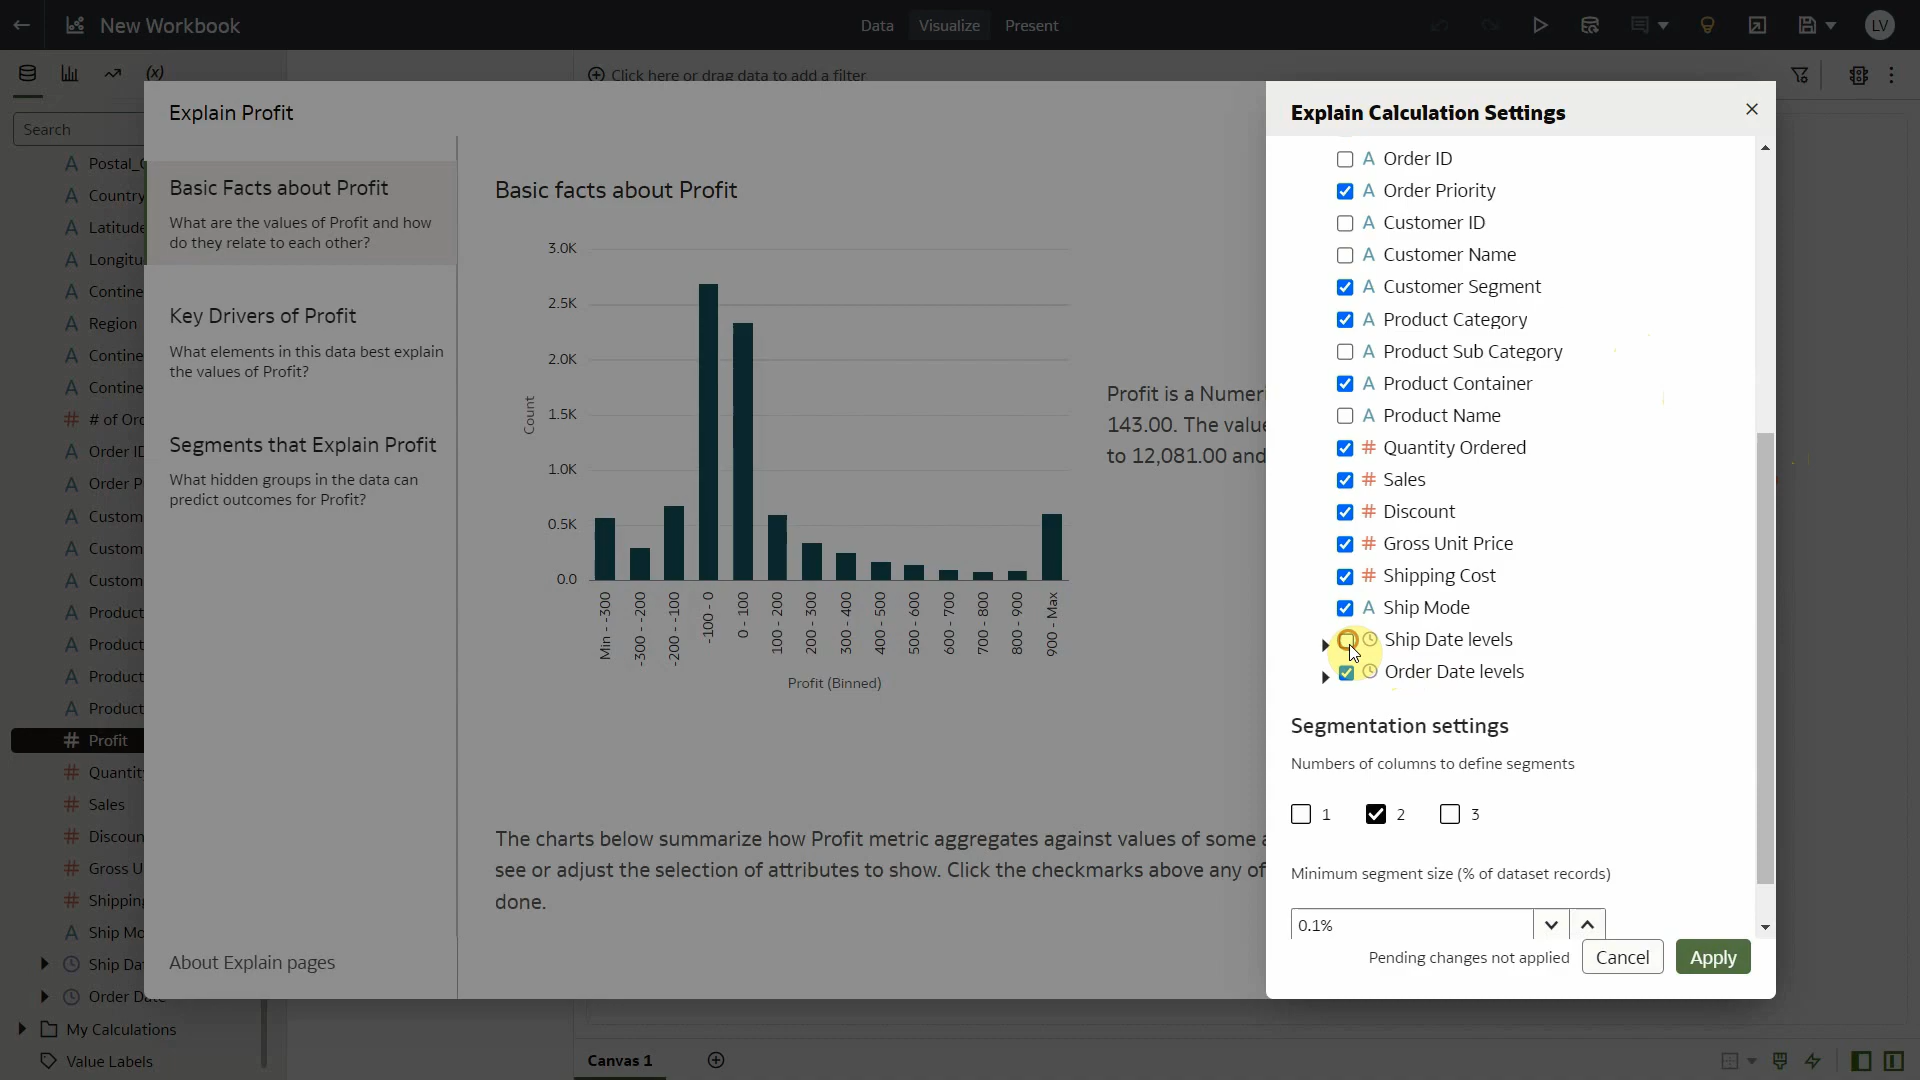 New Workbook
Data
Visualize
Present
LV
(x)
Click here or drag data to add a filter
Search
Postal_
Country
Latitude
Longitu
Contine
Region
Contine
Contine
# of Or
Order I
Order P
Custom
Custom
Custom
Product
Product
Product
Product
Profit
Quantit
Sales
Discoun
Gross U
Shippin
Ship Mo
Ship Da
Order D
My Calculations
Value Labels
Explain Profit
Basic Facts about Profit
What are the values of Profit and how
do they relate to each other?
Key Drivers of Profit
What elements in this data best explain
the values of Profit?
Segments that Explain Profit
What hidden groups in the data can
predict outcomes for Profit?
About Explain pages
Basic facts about Profit
3.0K
2.5K
2.0K
1.5K
1.0K
0.5K
0.0
Count
Min - -300
-300 - -200
-200 - -100
-100 - 0
0 - 100
100 - 200
200 - 300
300 - 400
400 - 500
500 - 600
600 - 700
700 - 800
800 - 900
900 - Max
Profit (Binned)
Profit is a Numeri
143.00. The value
to 12,081.00 and
The charts below summarize how Profit metric aggregates against values of some a
see or adjust the selection of attributes to show. Click the checkmarks above any of
done.
Explain Calculation Settings
A Order ID
A Order Priority
A Customer ID
A Customer Name
A Customer Segment
A Product Category
A Product Sub Category
A Product Container
A Product Name
# Quantity Ordered
# Sales
# Discount
# Gross Unit Price
# Shipping Cost
A Ship Mode
Ship Date levels
Order Date levels
Segmentation settings
Numbers of columns to define segments
1
2
3
Minimum segment size (% of dataset records)
0.1%
Pending changes not applied
Cancel
Apply
Canvas 1